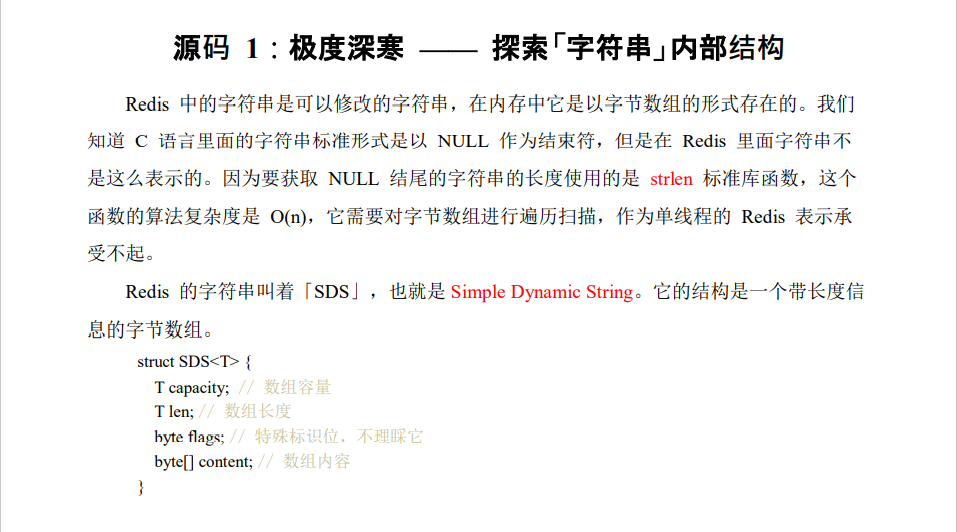 源码 1：极度深寒 —— 探索「字符串」内部结构
Redis 中的字符串是可以修改的字符串，在内存中它是以字节数组的形式存在的。我们
知道 C 语言里面的字符串标准形式是以 NULL 作为结束符，但是在 Redis 里面字符串不
是这么表示的。因为要获取 NULL 结尾的字符串的长度使用的是 strlen 标准库函数，这个
函数的算法复杂度是 O(n)，它需要对字节数组进行遍历扫描，作为单线程的 Redis 表示承
受不起。
Redis 的字符串叫着「SDS」，也就是 Simple Dynamic String。它的结构是一个带长度信
息的字节数组。
struct SDS<T> {
T capacity; // 数组容量
T len; // 数组长度
byte flags; // 特殊标识位，不理睬它
byte[] content; // 数组内容
}